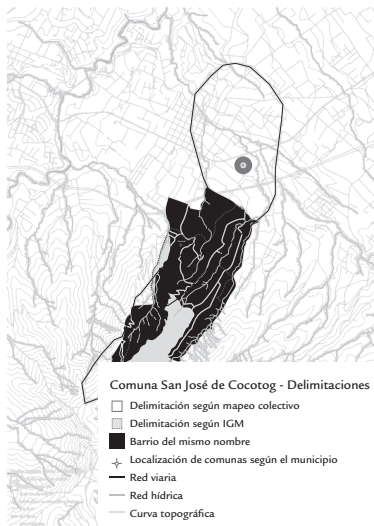 Comuna San José de Cocotog - Delimitaciones
Delimitación según mapeo colectivo
Delimitación según IGM
Barrio del mismo nombre
Localización de comunas según el municipio
Red viaria
Red hídrica
Curva topográfica